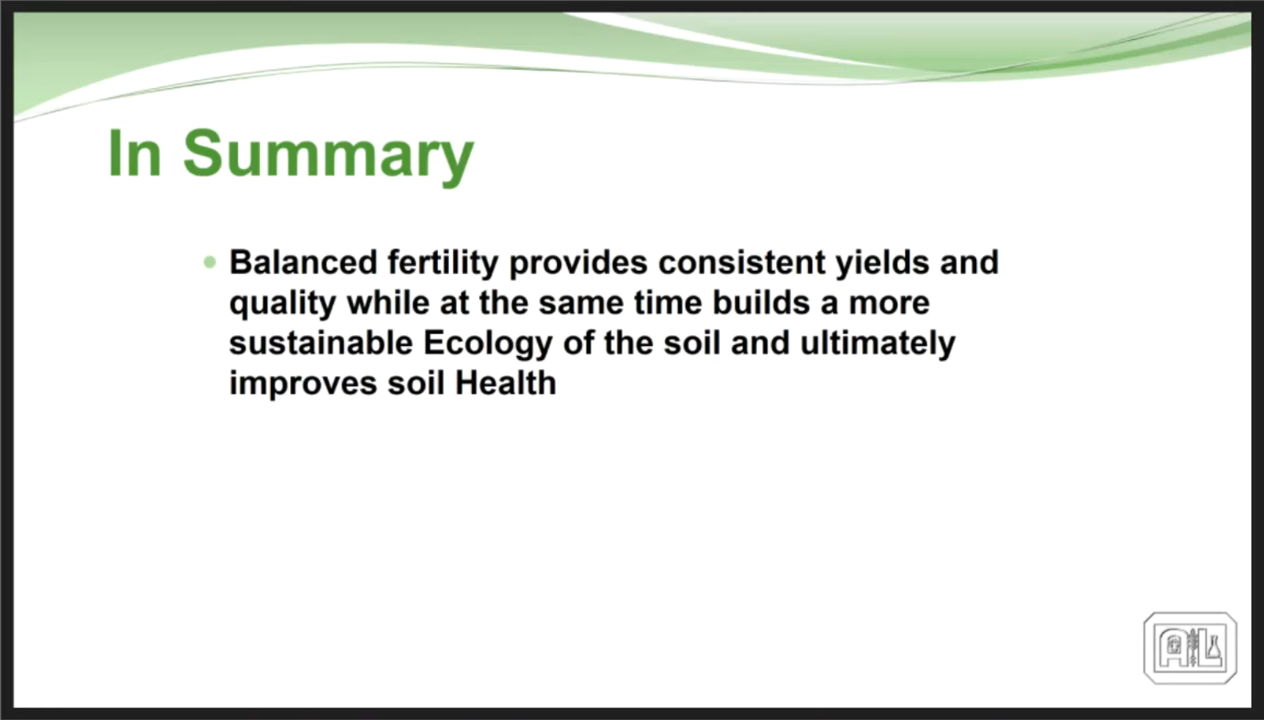 In Summary
Balanced fertility provides consistent yields and
quality while at the same time builds a more
sustainable Ecology of the soil and ultimately
improves soil Health
AL